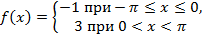 f(x) = { −1 при − π ≤ x ≤ 0,
3 при 0 < x < π